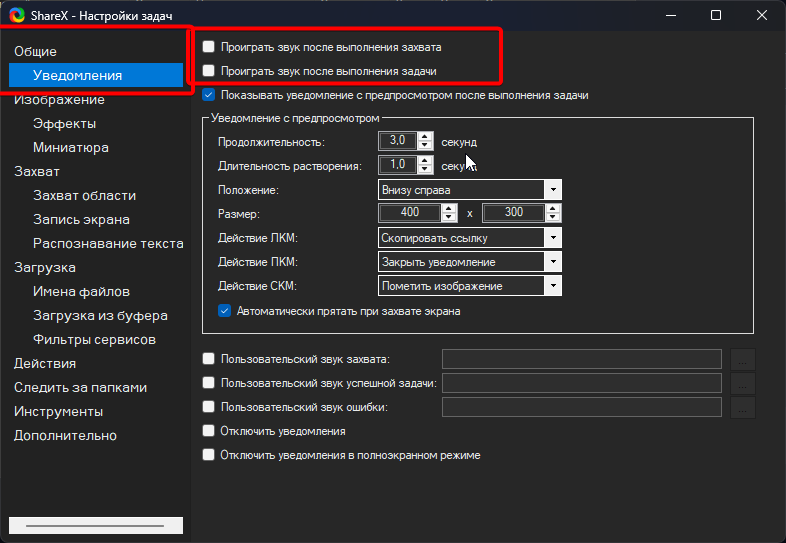 ShareX - Настройки задач
Общие
Уведомления
Изображение
Эффекты
Миниатюра
Захват
Захват области
Запись экрана
Распознавание текста
Загрузка
Имена файлов
Загрузка из буфера
Фильтры сервисов
Действия
Следить за папками
Инструменты
Дополнительно
Проиграть звук после выполнения захвата
Проиграть звук после выполнения задачи
Показывать уведомление с предпросмотром после выполнения задачи
Уведомление с предпросмотром
Продолжительность: 3,0 секунд
Длительность растворения: 1,0 секунд
Положение: Внизу справа
Размер: 400 x 300
Действие ЛКМ: Скопировать ссылку
Действие ПКМ: Закрыть уведомление
Действие СКМ: Пометить изображение
Автоматически прятать при захвате экрана
Пользовательский звук захвата: ...
Пользовательский звук успешной задачи: ...
Пользовательский звук ошибки: ...
Отключить уведомления
Отключить уведомления в полноэкранном режиме